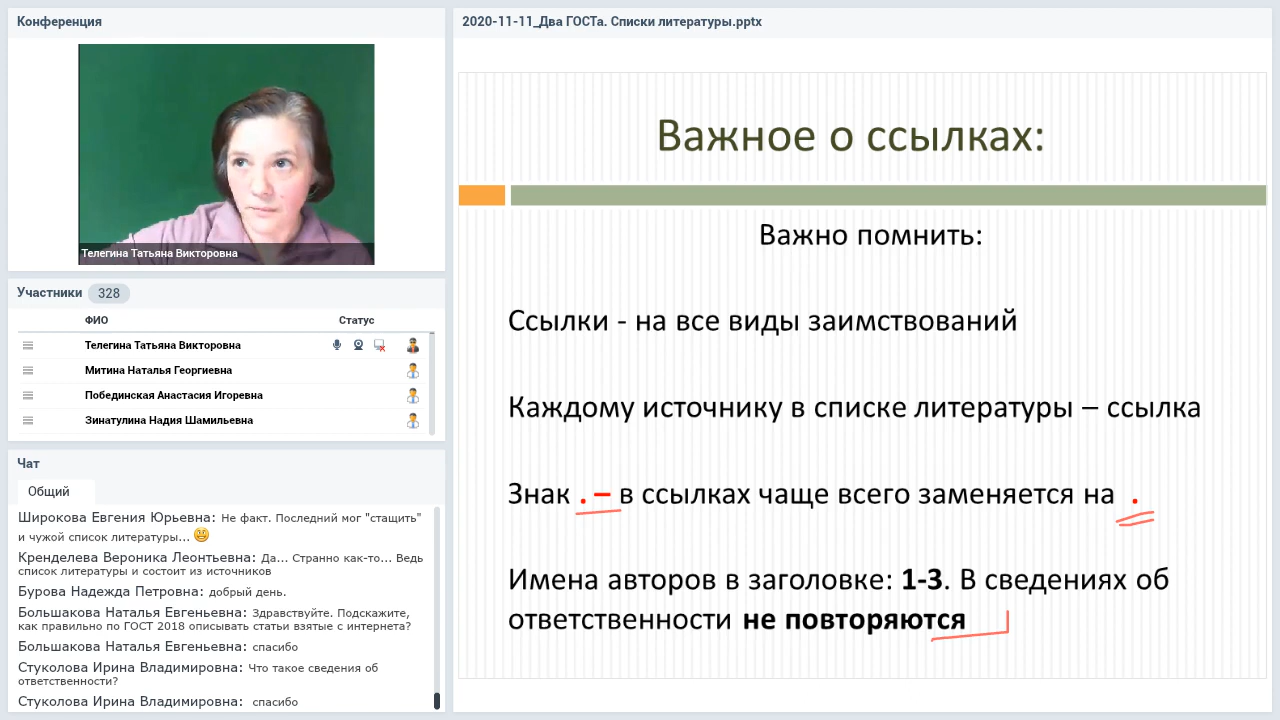 Конференция
Телегина Татьяна Викторовна
Участники 328
ФИО Статус
Телегина Татьяна Викторовна
Митина Наталья Георгиевна
Побединская Анастасия Игоревна
Зинатулина Надия Шамильевна
Чат
Общий
Широкова Евгения Юрьевна: Не факт. Последний мог "стащить"
и чужой список литературы...
Кренделева Вероника Леонтьевна: Да... Странно как-то... Ведь
список литературы и состоит из источников
Бурова Надежда Петровна: добрый день.
Большакова Наталья Евгеньевна: Здравствуйте. Подскажите,
как правильно по ГОСТ 2018 описывать статьи взятые с интернета?
Большакова Наталья Евгеньевна: спасибо
Стуколова Ирина Владимировна: Что такое сведения об
ответственности?
Стуколова Ирина Владимировна: спасибо
2020-11-11_Два ГОСТа. Списки литературы.pptx
Важное о ссылках:
Важно помнить:
Ссылки - на все виды заимствований
Каждому источнику в списке литературы – ссылка
Знак . – в ссылках чаще всего заменяется на .
Имена авторов в заголовке: 1-3. В сведениях об
ответственности не повторяются